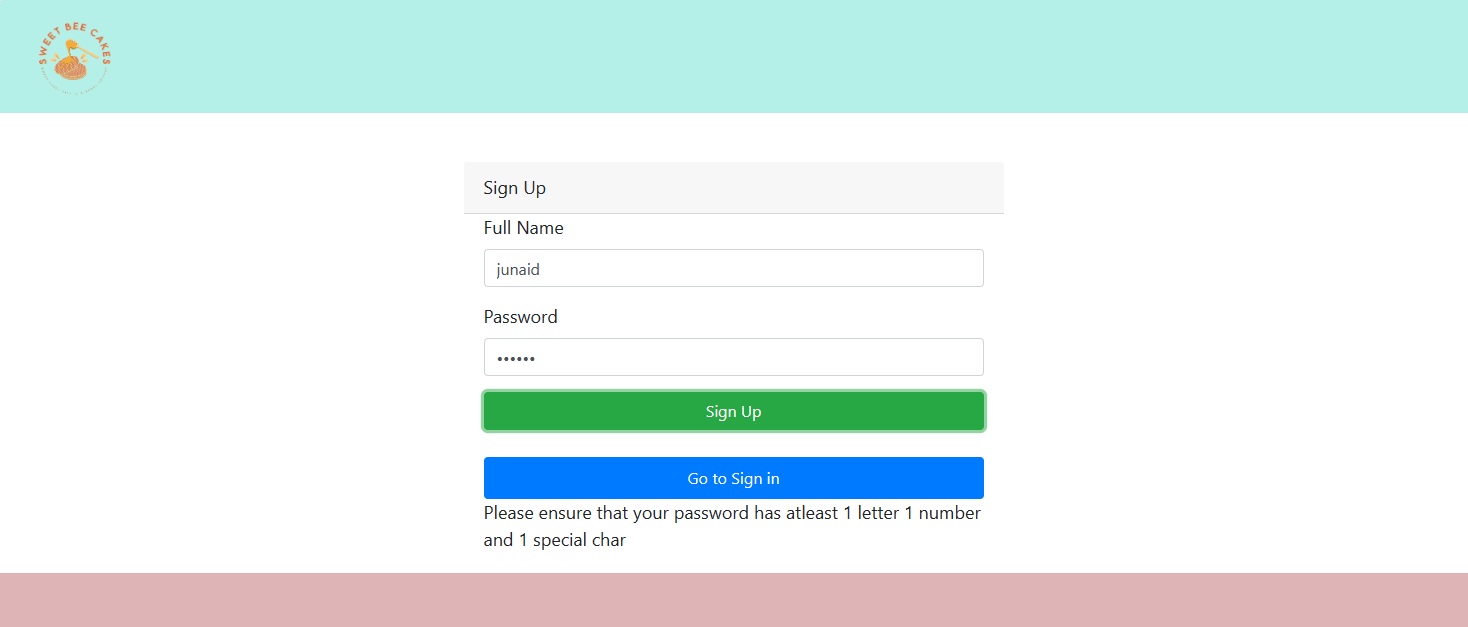 SWEET BEE CAKES
Sign Up
Full Name
junaid
Password
••••••
Sign Up
Go to Sign in
Please ensure that your password has atleast 1 letter 1 number
and 1 special char